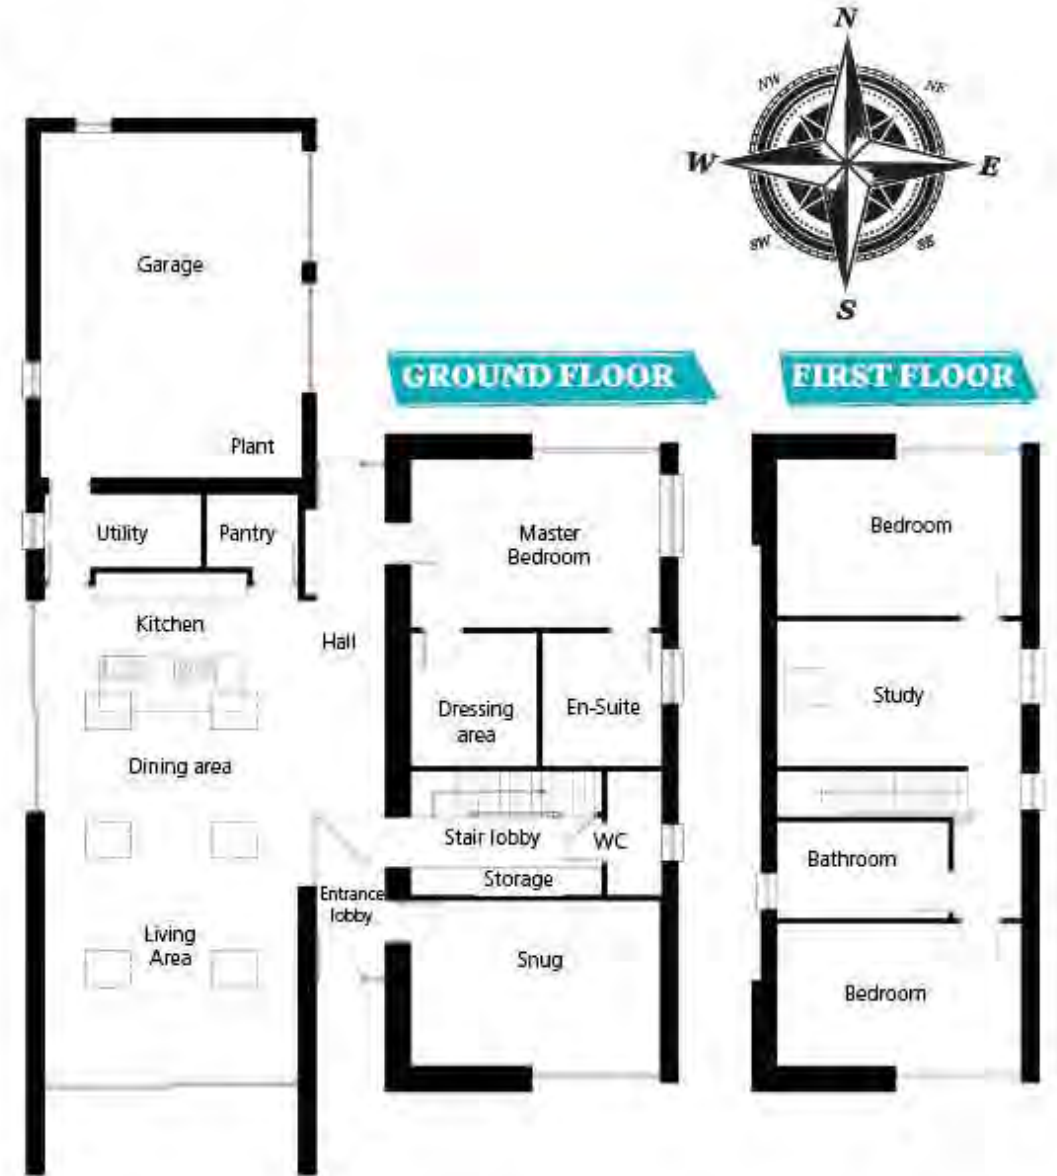 N
NW
NE
W
E
SW
SE
S
Garage
GROUND FLOOR
FIRST FLOOR
Plant
Utility
Pantry
Master
Bedroom
Bedroom
Kitchen
Hall
Dressing
area
En-Suite
Study
Dining area
Stair lobby
WC
Storage
Bathroom
Entrance
lobby
Living
Area
Snug
Bedroom